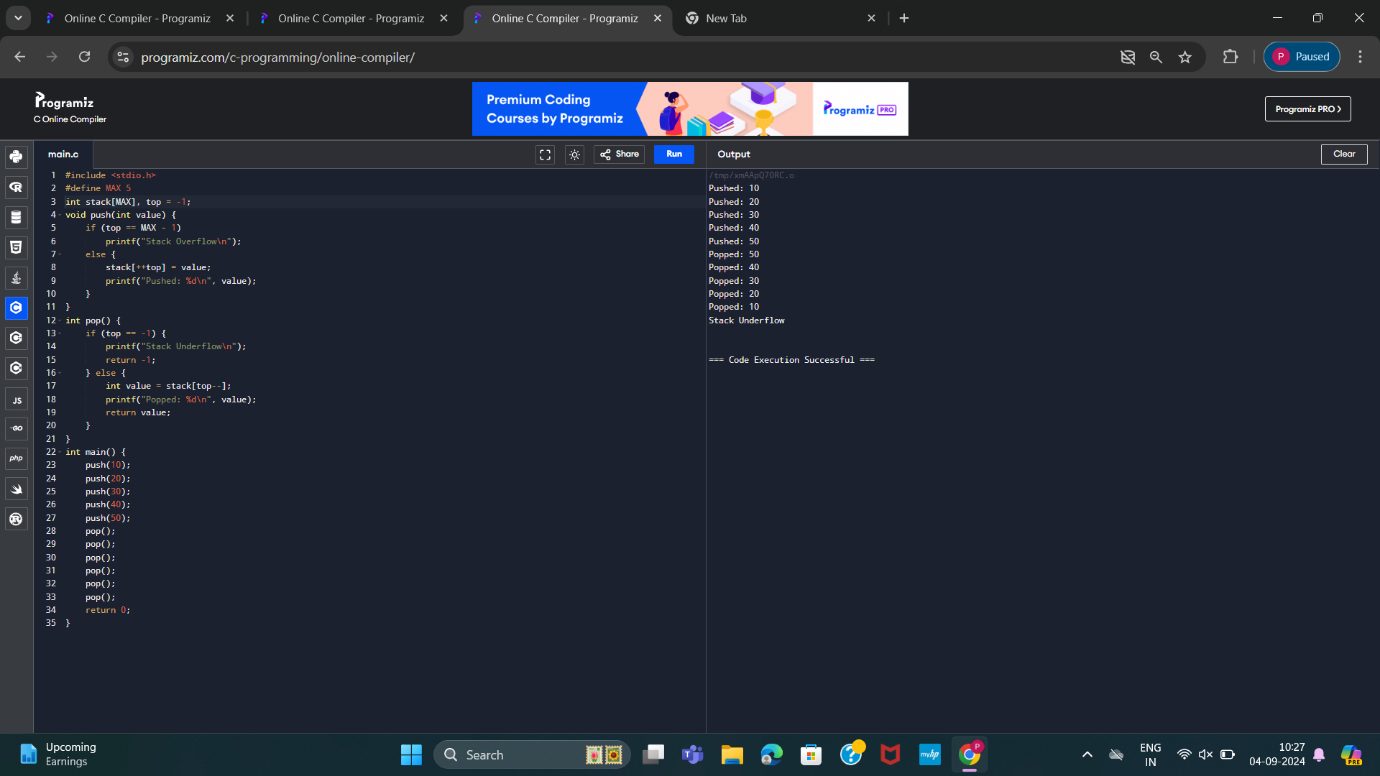 Online C Compiler - Programiz
Online C Compiler - Programiz
Online C Compiler - Programiz
New Tab
programiz.com/c-programming/online-compiler/
P Paused
Programiz
C Online Compiler
Premium Coding
Courses by Programiz
Programiz PRO
Programiz PRO >
main.c
Share
Run
Output
Clear
1 #include <stdio.h>
2 #define MAX 5
3 int stack[MAX], top = -1;
4 void push(int value) {
5 if (top == MAX - 1)
6 printf("Stack Overflow\n");
7 else {
8 stack[++top] = value;
9 printf("Pushed: %d\n", value);
10 }
11 }
12 int pop() {
13 if (top == -1) {
14 printf("Stack Underflow\n");
15 return -1;
16 } else {
17 int value = stack[top--];
18 printf("Popped: %d\n", value);
19 return value;
20 }
21 }
22 int main() {
23 push(10);
24 push(20);
25 push(30);
26 push(40);
27 push(50);
28 pop();
29 pop();
30 pop();
31 pop();
32 pop();
33 pop();
34 return 0;
35 }
/tmp/xmAApQ70RC.o
Pushed: 10
Pushed: 20
Pushed: 30
Pushed: 40
Pushed: 50
Popped: 50
Popped: 40
Popped: 30
Popped: 20
Popped: 10
Stack Underflow
=== Code Execution Successful ===
JS
GO
php
Upcoming
Earnings
Search
myhp
P
ENG
IN
10:27
04-09-2024
PRE